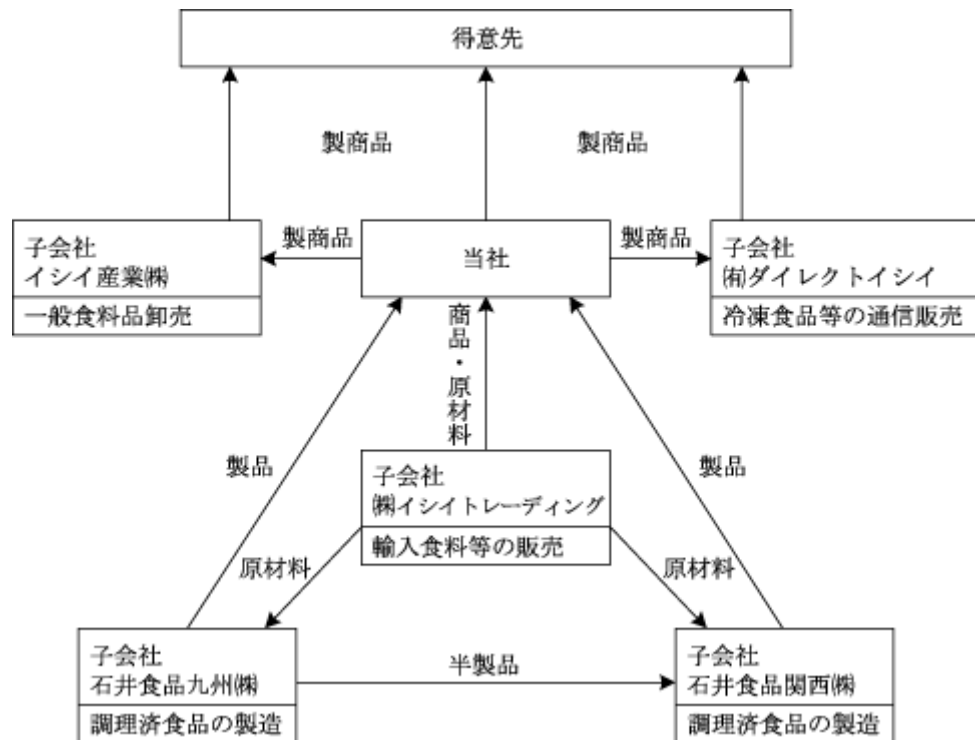 得意先
製商品
製商品
子会社
イシイ産業㈱
一般食料品卸売
製商品
当社
製商品
子会社
㈲ダイレクトイシイ
冷凍食品等の通信販売
商品・原材料
製品
子会社
㈱イシイトレーディング
輸入食料等の販売
製品
原材料
原材料
子会社
石井食品九州㈱
調理済食品の製造
半製品
子会社
石井食品関西㈱
調理済食品の製造